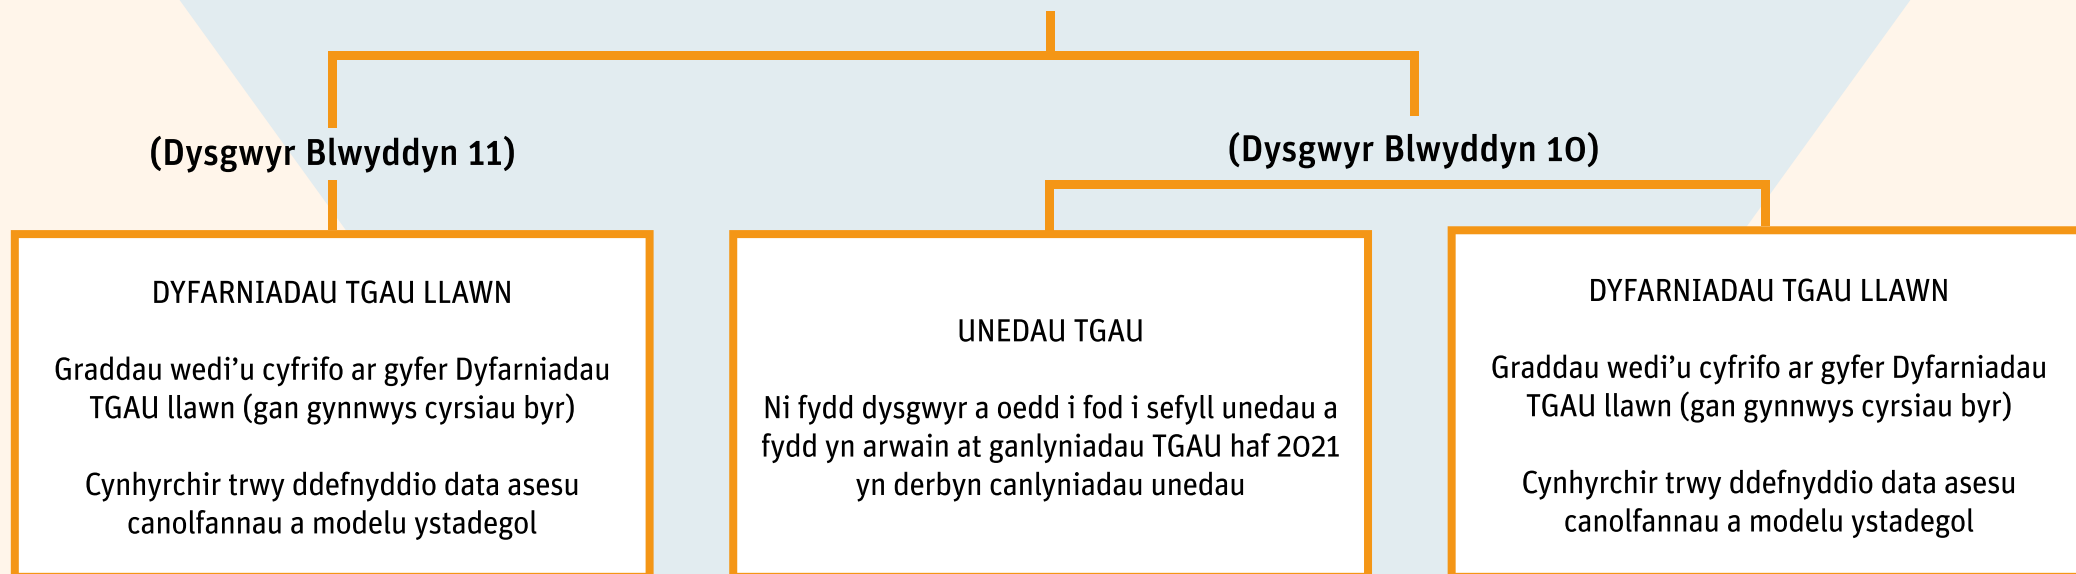 (Dysgwyr Blwyddyn 11)
(Dysgwyr Blwyddyn 10)
DYFARNIADAU TGAU LLAWN
Graddau wedi’u cyfrifo ar gyfer Dyfarniadau
TGAU llawn (gan gynnwys cyrsiau byr)
Cynhyrchir trwy ddefnyddio data asesu
canolfannau a modelu ystadegol
UNEDAU TGAU
Ni fydd dysgwyr a oedd i fod i sefyll unedau a
fydd yn arwain at ganlyniadau TGAU haf 2021
yn derbyn canlyniadau unedau
DYFARNIADAU TGAU LLAWN
Graddau wedi’u cyfrifo ar gyfer Dyfarniadau
TGAU llawn (gan gynnwys cyrsiau byr)
Cynhyrchir trwy ddefnyddio data asesu
canolfannau a modelu ystadegol